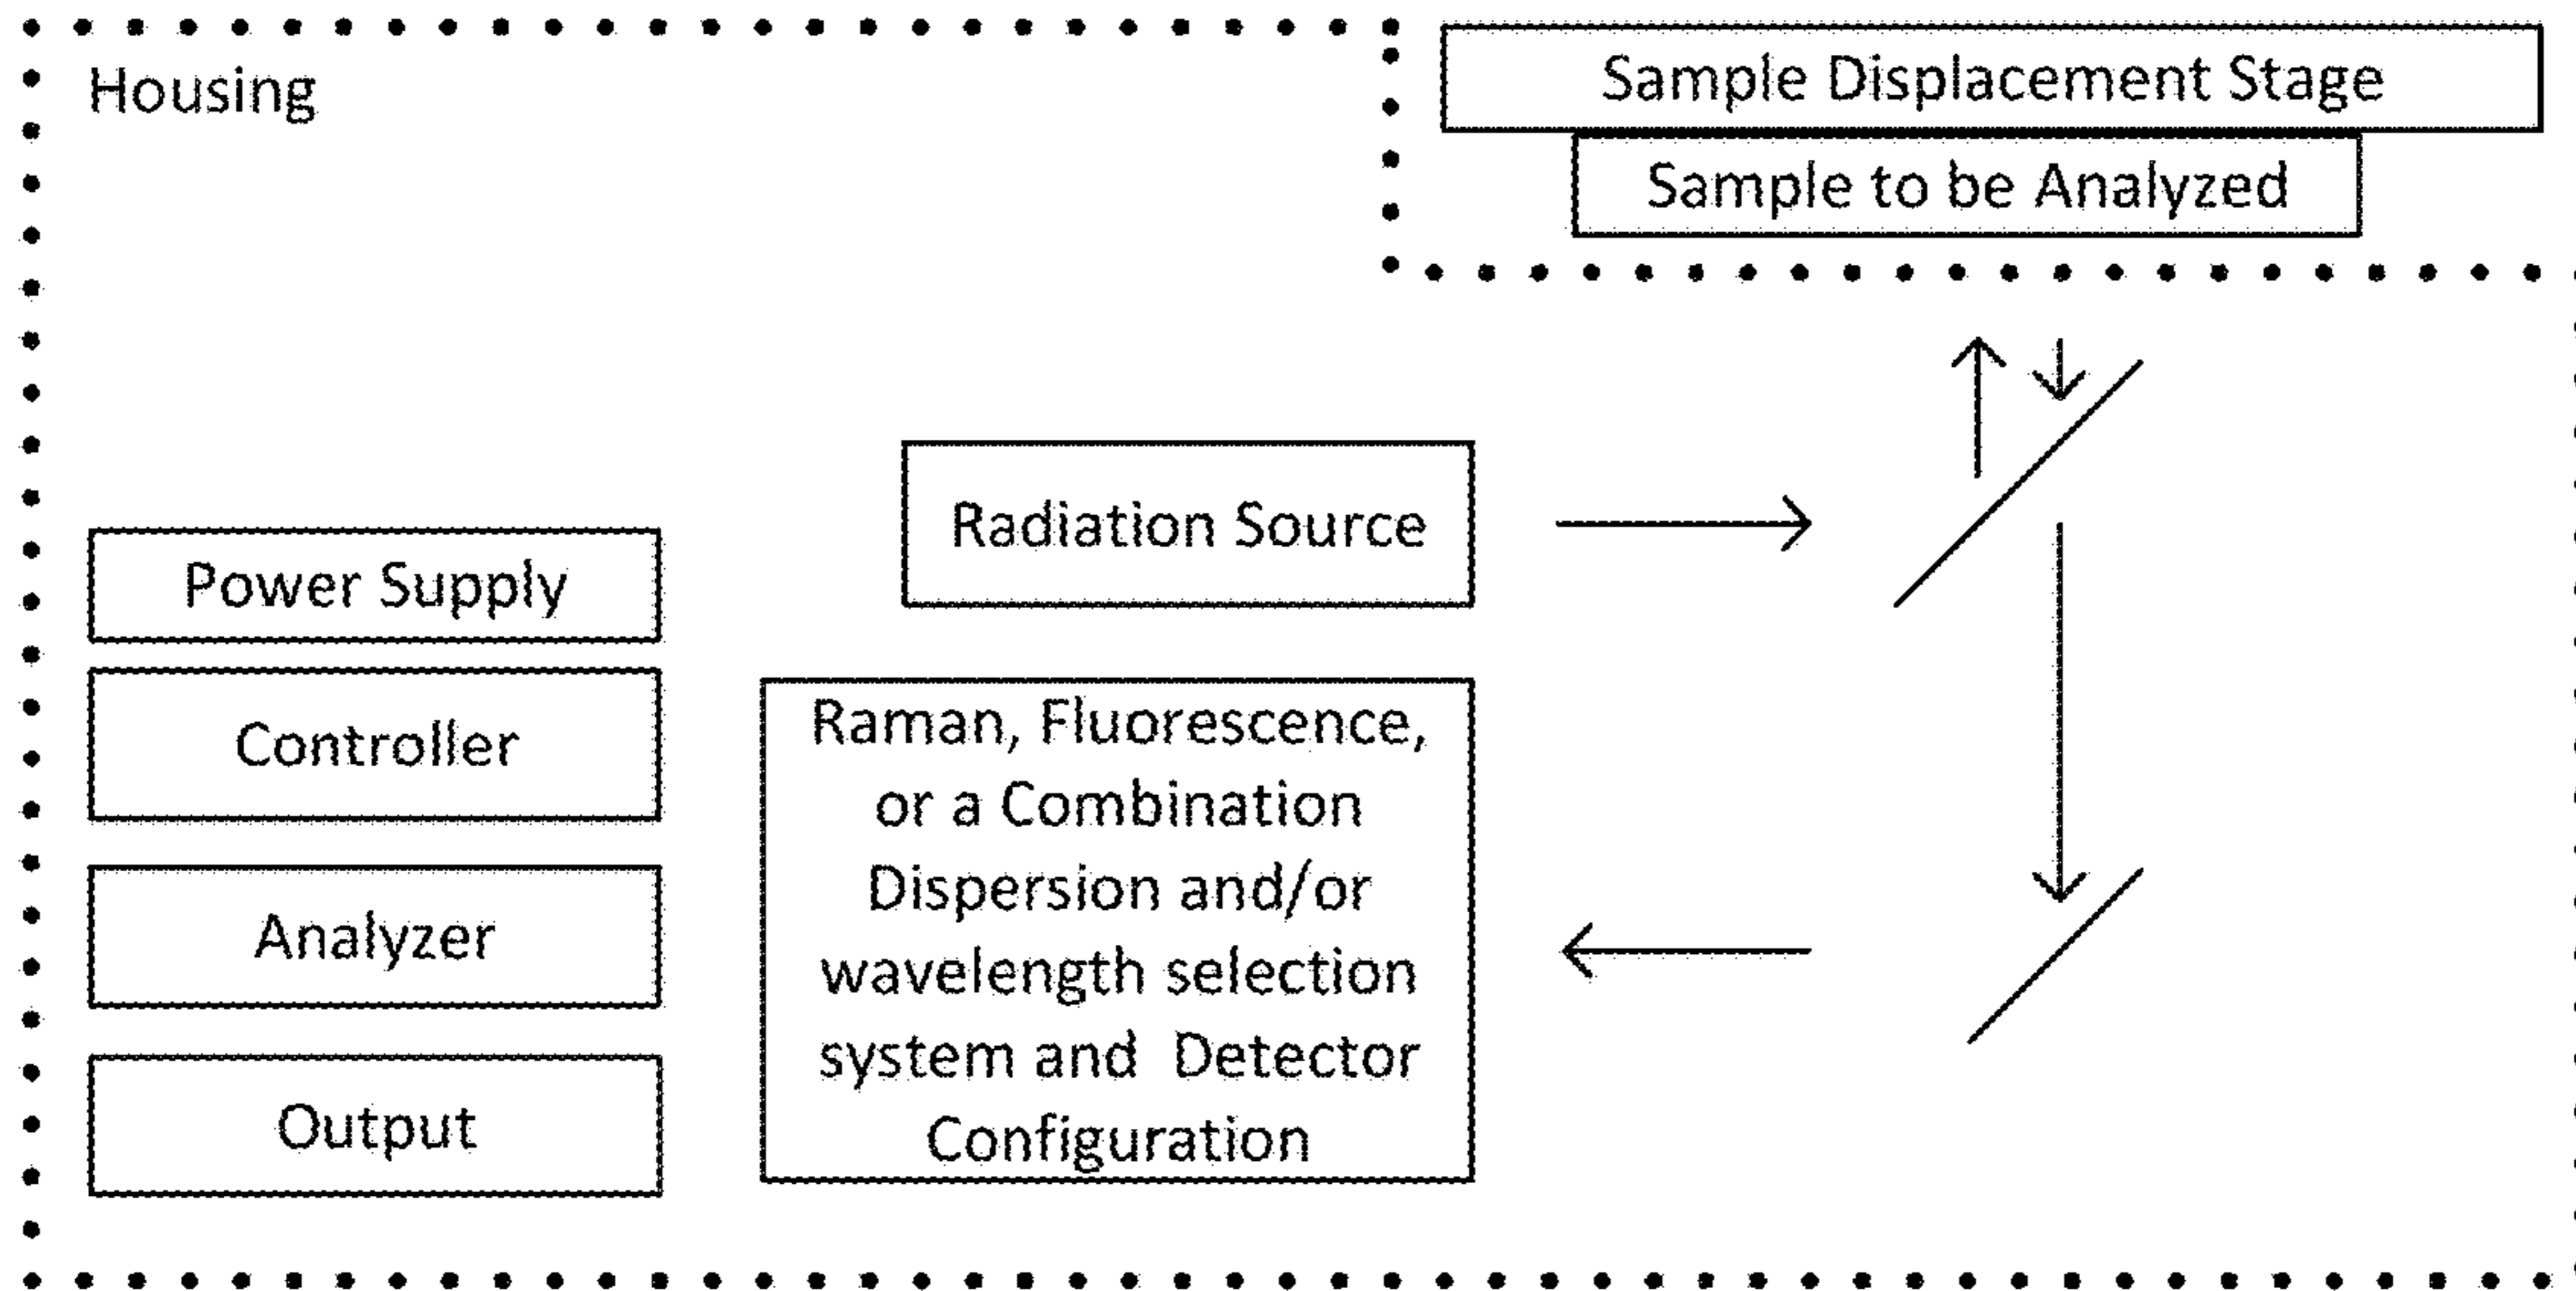 Housing
Sample Displacement Stage
Sample to be Analyzed
Radiation Source
Power Supply
Controller
Analyzer
Output
Raman, Fluorescence,
or a Combination
Dispersion and/or
wavelength selection
system and  Detector
Configuration